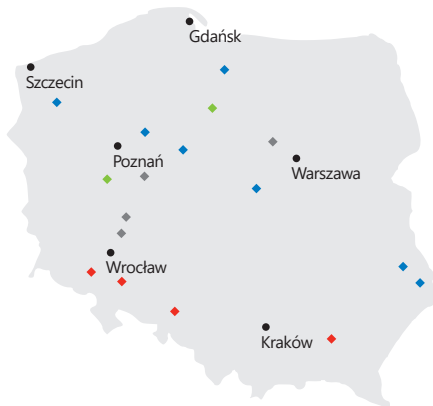 Gdańsk
Szczecin
Poznań
Warszawa
Wrocław
Kraków